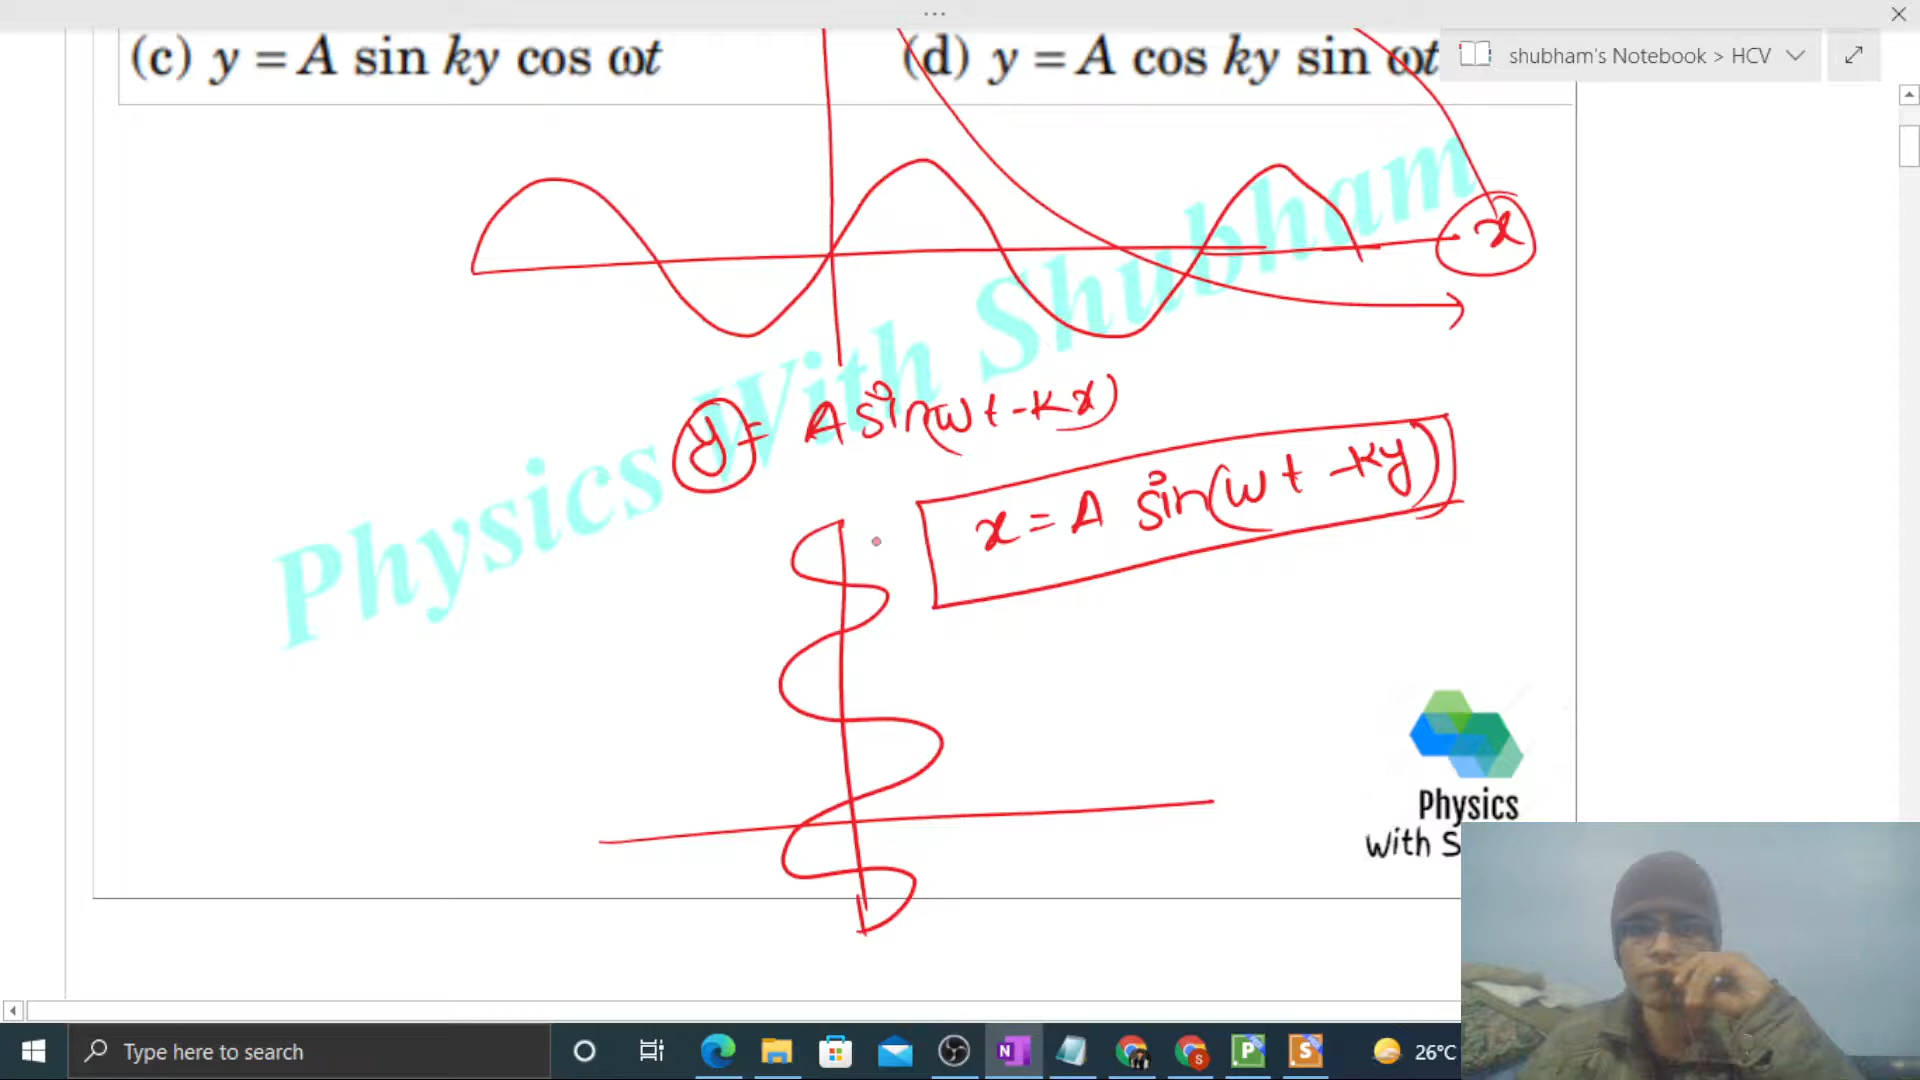 ...
(c) y = A sin ky cos ωt
(d) y = A cos ky sin ωt
shubham's Notebook > HCV
x
Physics With Shubham
y = A sin(ωt - kx)
x = A sin(ωt - ky)
Physics
With S
Type here to search
26°C